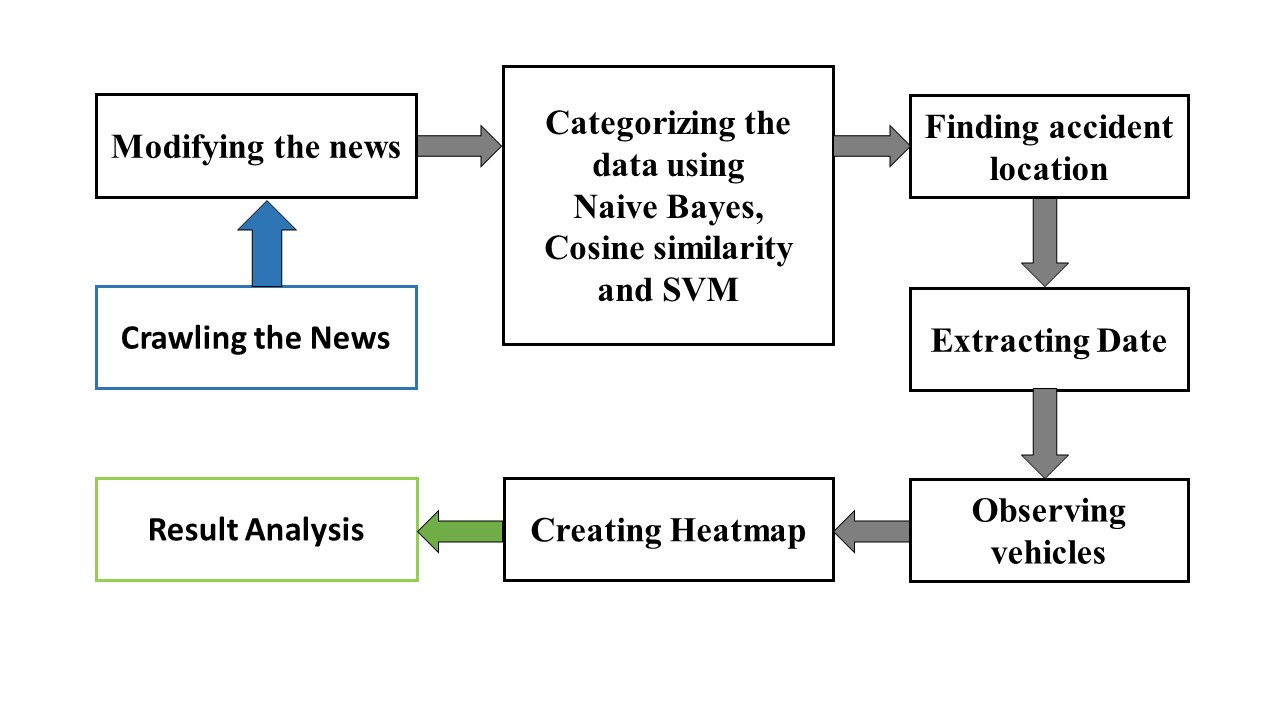 Modifying the news
Categorizing the
data using
Naive Bayes,
Cosine similarity
and SVM
Finding accident
location
Crawling the News
Extracting Date
Result Analysis
Creating Heatmap
Observing
vehicles